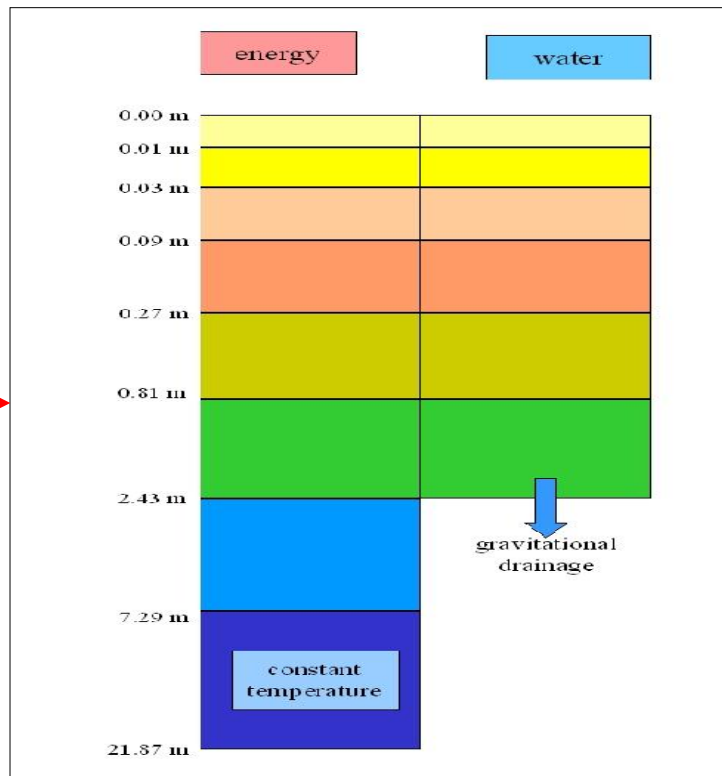 energy
water
0.00 m
0.01 m
0.03 m
0.09 m
0.27 m
0.81 m
2.43 m
gravitational
drainage
7.29 m
constant
temperature
21.87 m